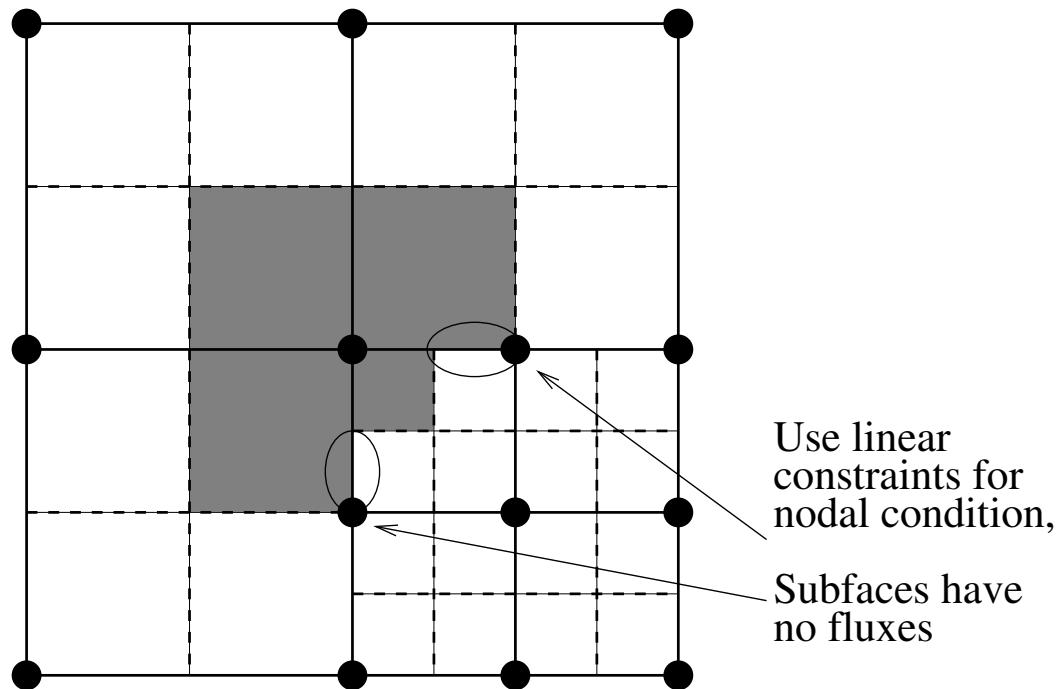 Use linear
constraints for
nodal condition,
Subfaces have
no fluxes